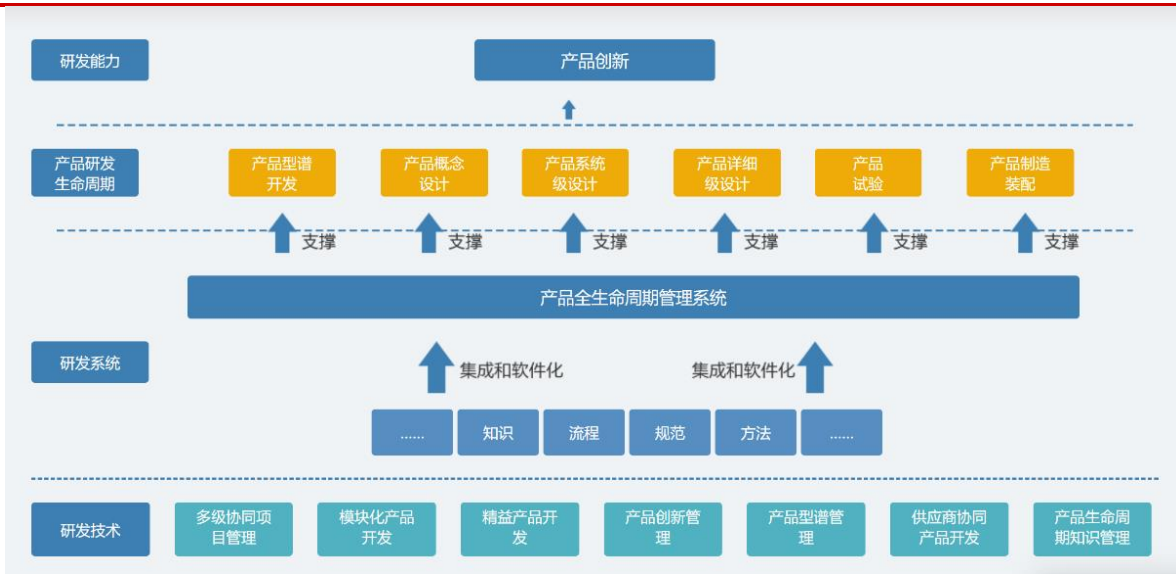 研发能力
产品创新
产品研发
生命周期
产品型谱
开发
产品概念
设计
产品系统
级设计
产品详细
级设计
产品
试验
产品制造
装配
支撑
支撑
支撑
支撑
支撑
支撑
产品全生命周期管理系统
研发系统
集成和软件化
集成和软件化
......
知识
流程
规范
方法
......
研发技术
多级协同项
目管理
模块化产品
开发
精益产品开
发
产品创新管
理
产品型谱管
理
供应商协同
产品开发
产品生命周
期知识管理